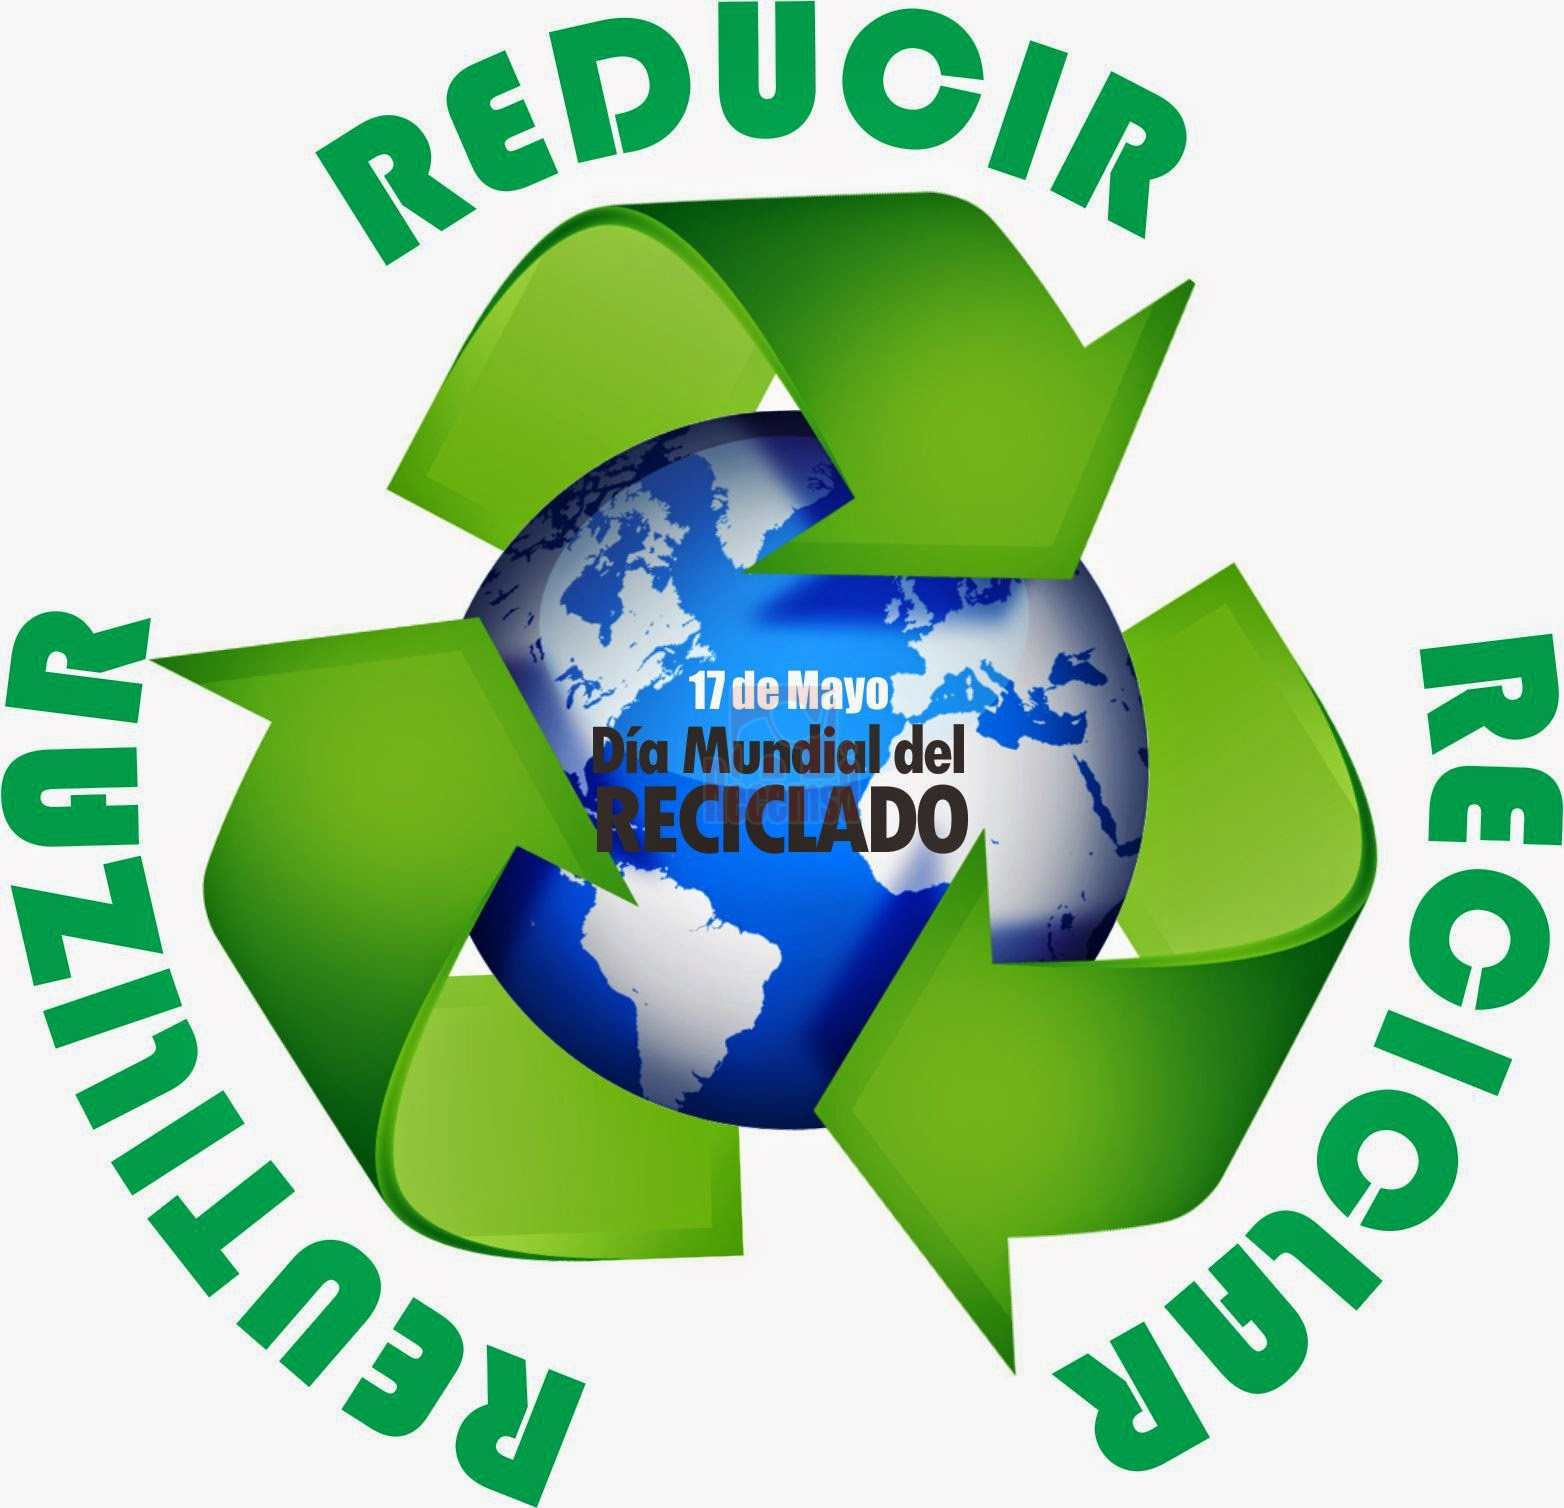 REDUCIR
RECICLAR
REUTILIZAR
17 de Mayo
Día Mundial del
RECICLADO